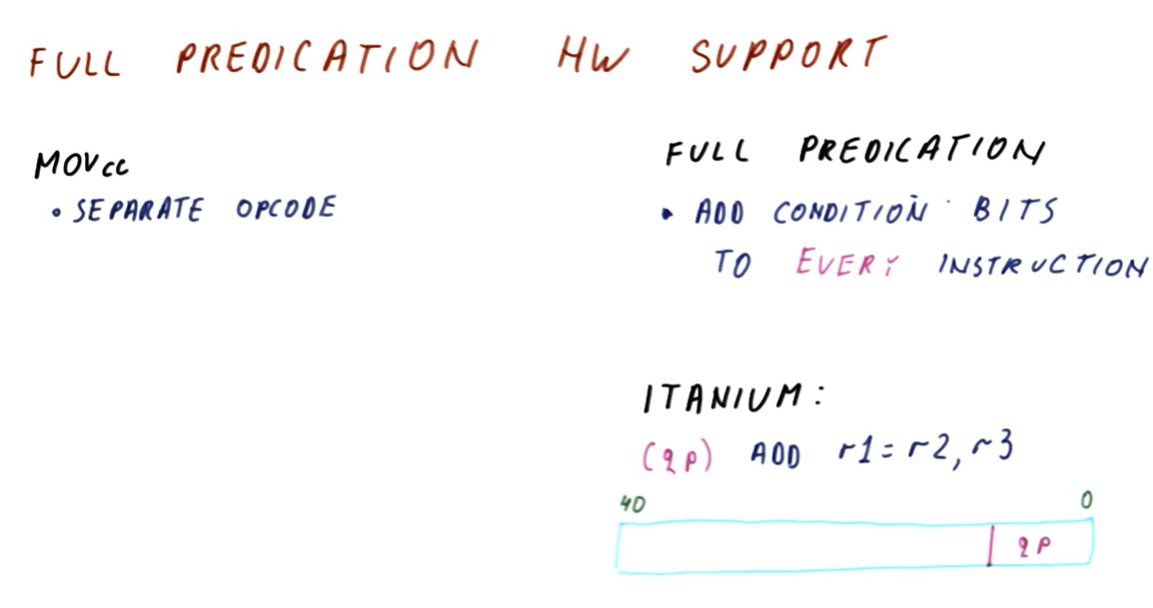 FULL PREDICATION HW SUPPORT
MOVcc
• SEPARATE OPCODE
FULL PREDICATION
• ADD CONDITION BITS
TO EVERY INSTRUCTION
ITANIUM:
(qp) ADD r1=r2,r3
40 0
qp